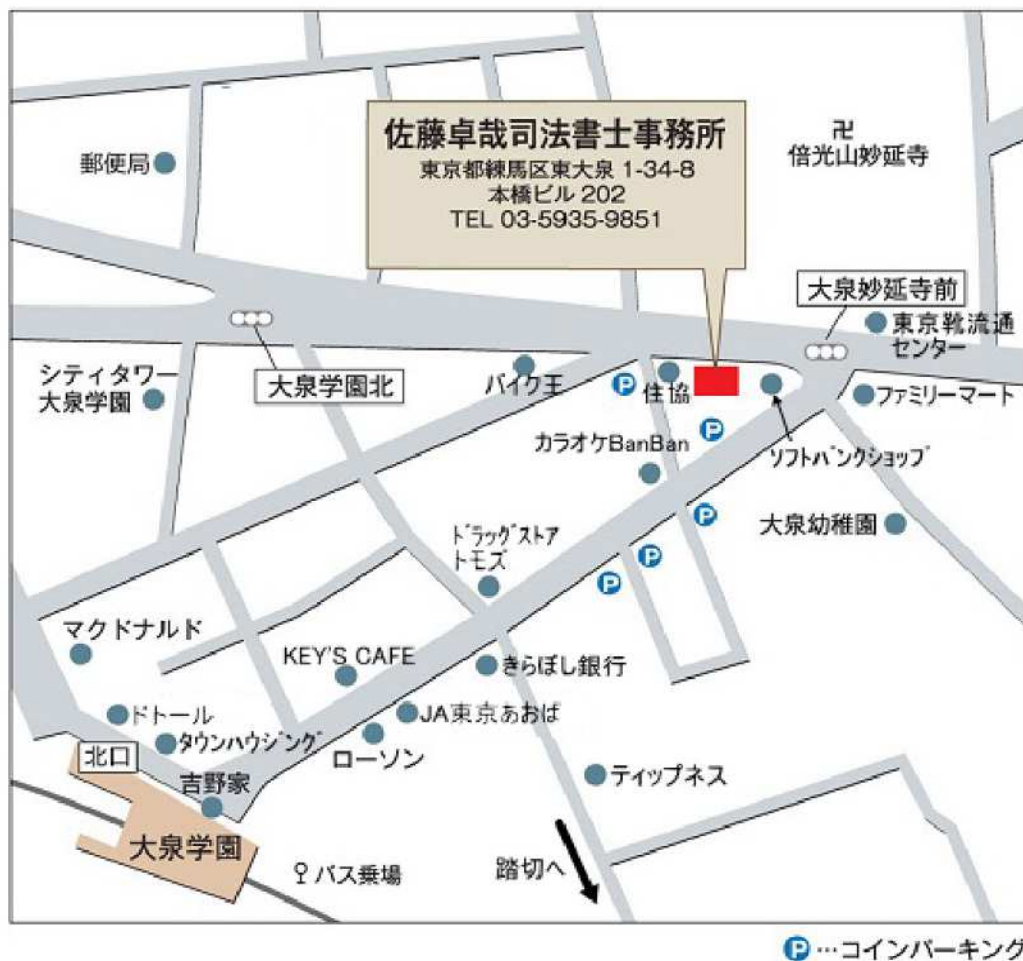 佐藤卓哉司法書士事務所
東京都練馬区東大泉 1-34-8
本橋ビル 202
TEL 03-5935-9851
卍
倍光山妙延寺
郵便局
大泉妙延寺前
東京靴流通
センター
大泉学園北
シティタワー
大泉学園
バイク王
P
住協
ファミリーマート
P
カラオケBanBan
ソフトバンクショップ
P
大泉幼稚園
ドラッグストア
トモズ
P
P
マクドナルド
KEY'S CAFE
きらぼし銀行
ドトール
JA東京あおば
タウンハウジング
ローソン
北口
吉野家
ティップネス
大泉学園
バス乗場
踏切へ
P…コインパーキング